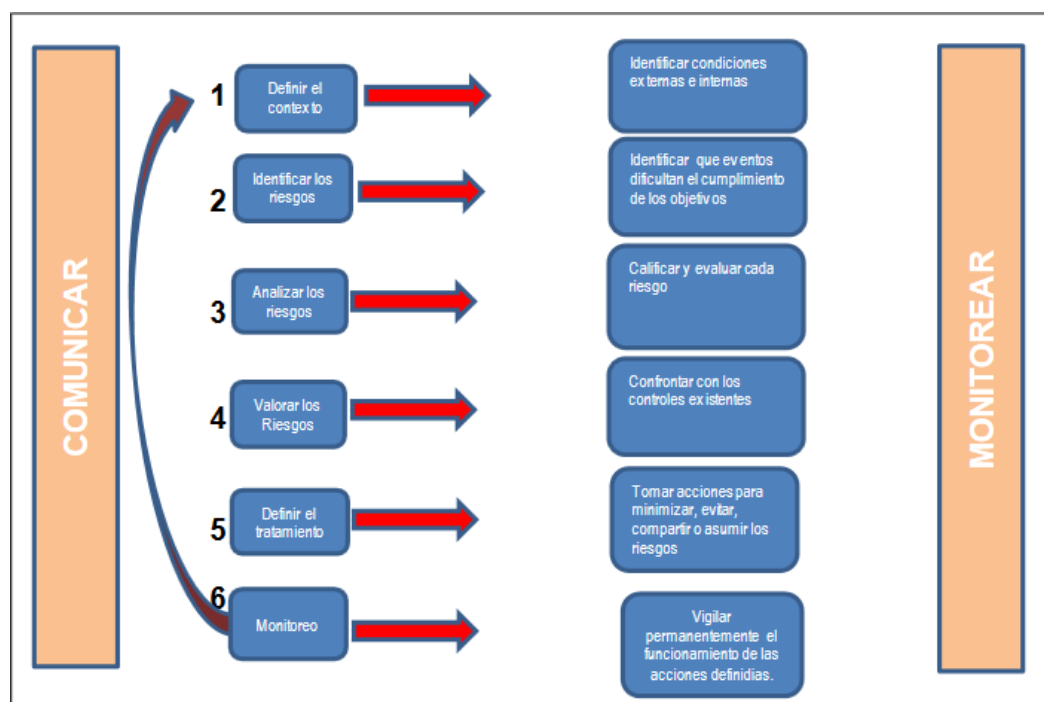 COMUNICAR
1
Definir el
contexto
Identificar condiciones
externas e internas
2
Identificar los
riesgos
Identificar que eventos
dificultan el cumplimiento
de los objetivos
3
Analizar los
riesgos
Calificar y evaluar cada
riesgo
4
Valorar los
Riesgos
Confrontar con los
controles existentes
5
Definir el
tratamiento
Tomar acciones para
minimizar, evitar,
compartir o asumir los
riesgos
6
Monitoreo
Vigilar
permanentemente el
funcionamiento de las
acciones definidias.
MONITOREAR